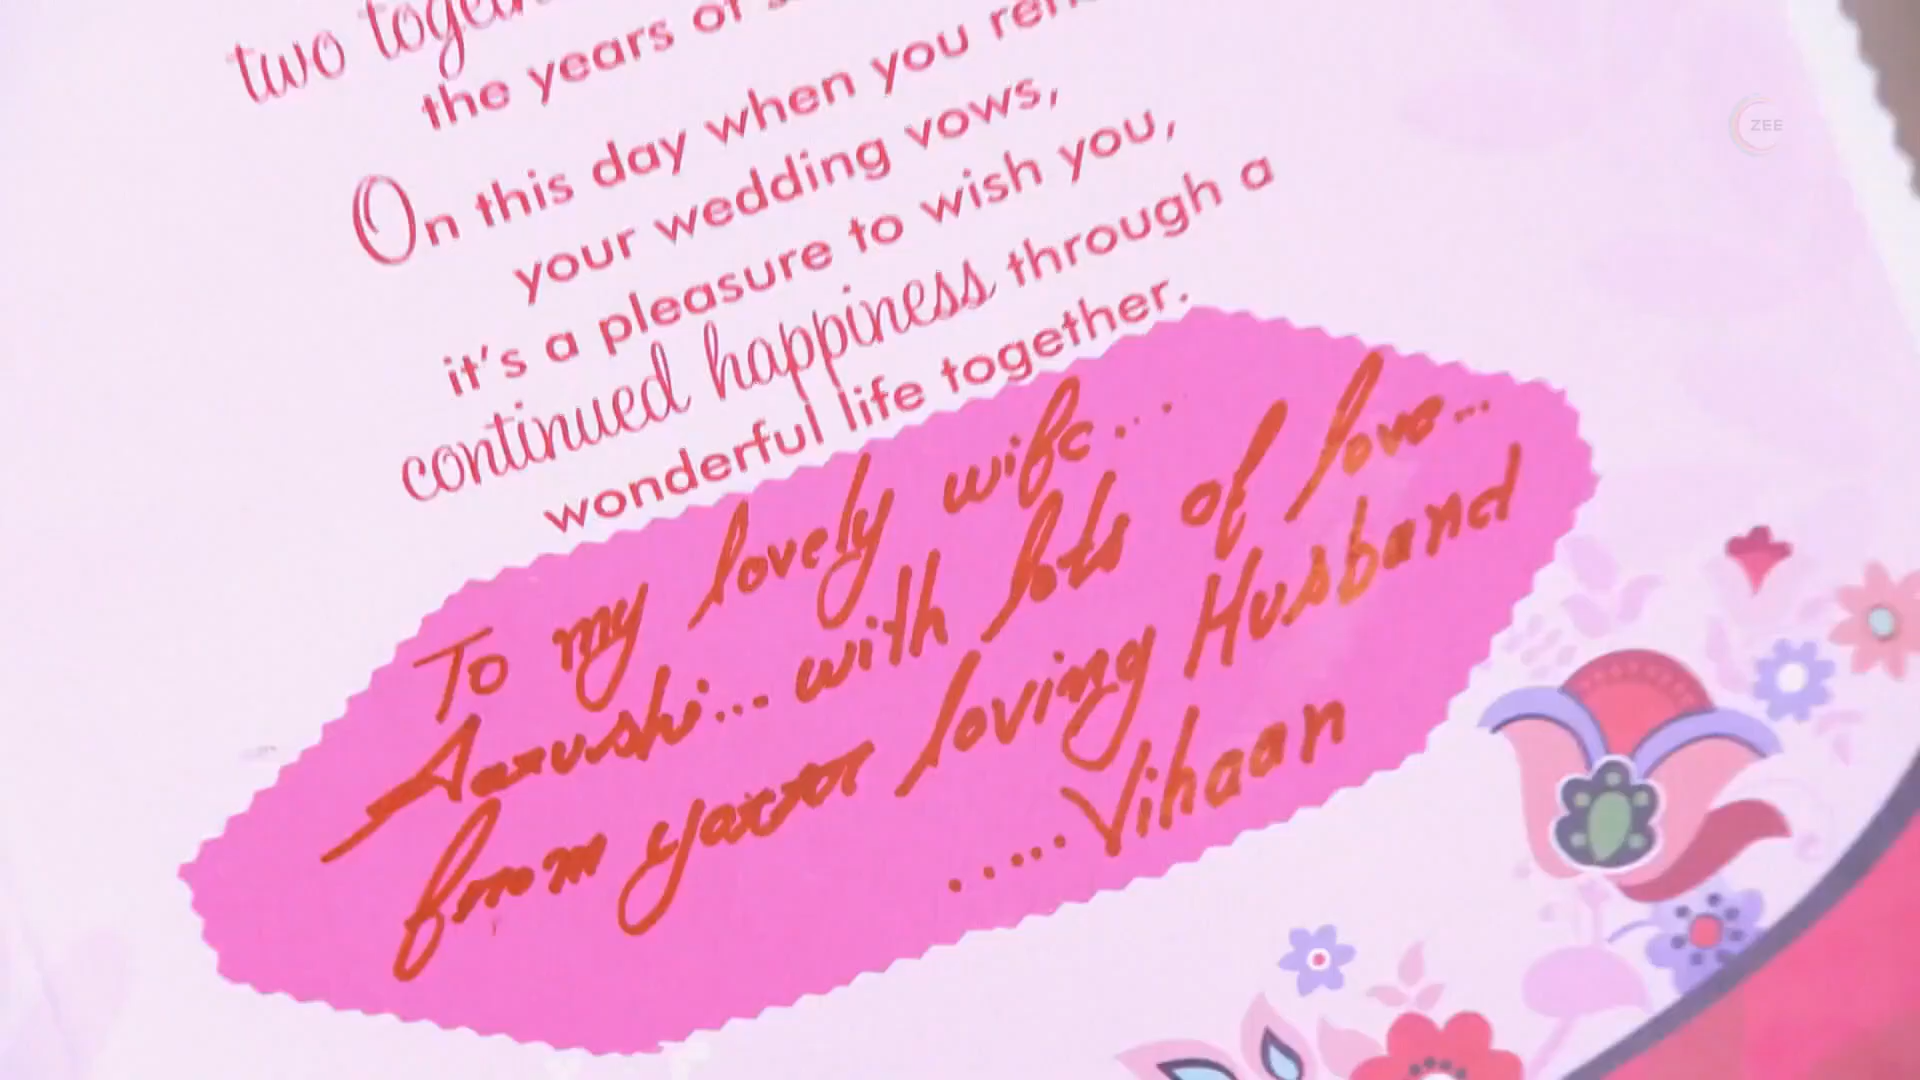 two together
the years of
On this day when you
your wedding vows,
it's a pleasure to wish you,
continued happiness through a
wonderful life together.
To my lovely wife....
Aarushi... with lots of love...
from your loving Husband
.....Vihaan
ZEE